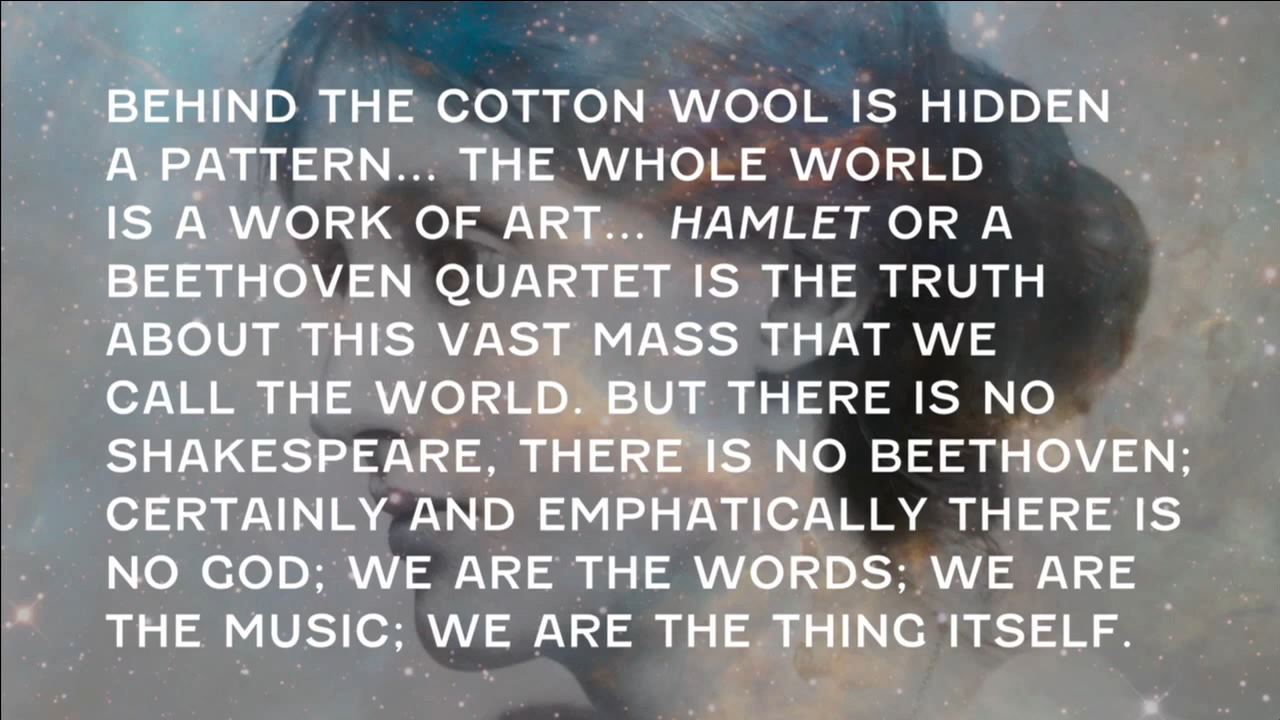 BEHIND THE COTTON WOOL IS HIDDEN
A PATTERN... THE WHOLE WORLD
IS A WORK OF ART... HAMLET OR A
BEETHOVEN QUARTET IS THE TRUTH
ABOUT THIS VAST MASS THAT WE
CALL THE WORLD. BUT THERE IS NO
SHAKESPEARE, THERE IS NO BEETHOVEN;
CERTAINLY AND EMPHATICALLY THERE IS
NO GOD; WE ARE THE WORDS; WE ARE
THE MUSIC; WE ARE THE THING ITSELF.